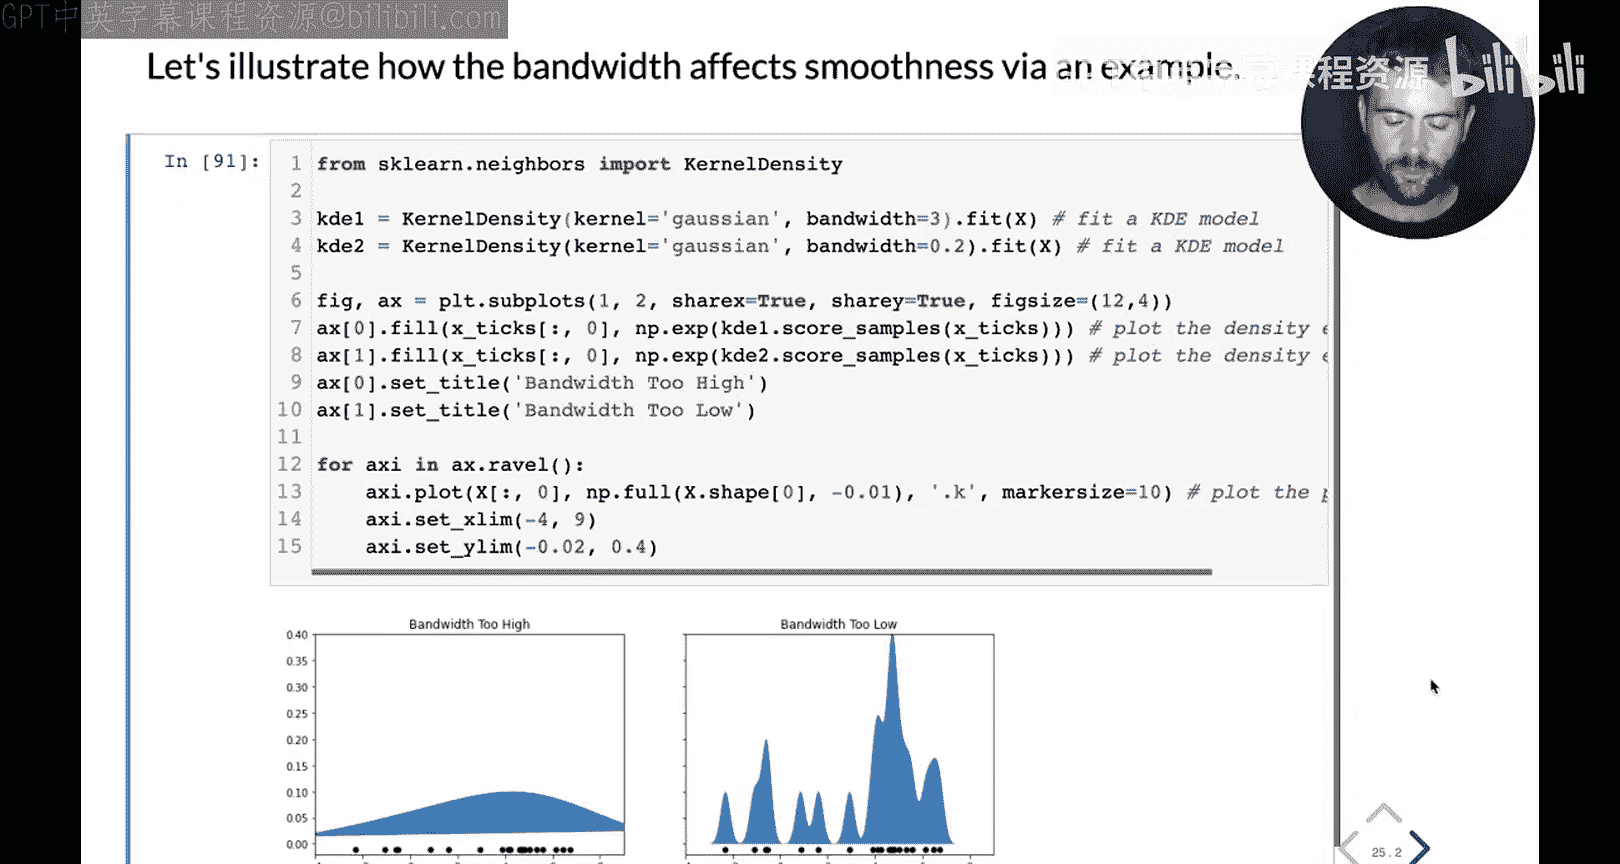 GPT中英字幕课程资源@bilibili.com
Let's illustrate how the bandwidth affects smoothness via an example.
课程资源 bilibili
In [91]:
1 from sklearn.neighbors import KernelDensity
2
3 kde1 = KernelDensity(kernel='gaussian', bandwidth=3).fit(X) # fit a KDE model
4 kde2 = KernelDensity(kernel='gaussian', bandwidth=0.2).fit(X) # fit a KDE model
5
6 fig, ax = plt.subplots(1, 2, sharex=True, sharey=True, figsize=(12,4))
7 ax[0].fill(x_ticks[:, 0], np.exp(kde1.score_samples(x_ticks))) # plot the density
8 ax[1].fill(x_ticks[:, 0], np.exp(kde2.score_samples(x_ticks))) # plot the density
9 ax[0].set_title('Bandwidth Too High')
10 ax[1].set_title('Bandwidth Too Low')
11
12 for axi in ax.ravel():
13 axi.plot(X[:, 0], np.full(X.shape[0], -0.01), '.k', markersize=10) # plot the
14 axi.set_xlim(-4, 9)
15 axi.set_ylim(-0.02, 0.4)
Bandwidth Too High
Bandwidth Too Low
0.40
0.35
0.30
0.25
0.20
0.15
0.10
0.05
0.00
25.2